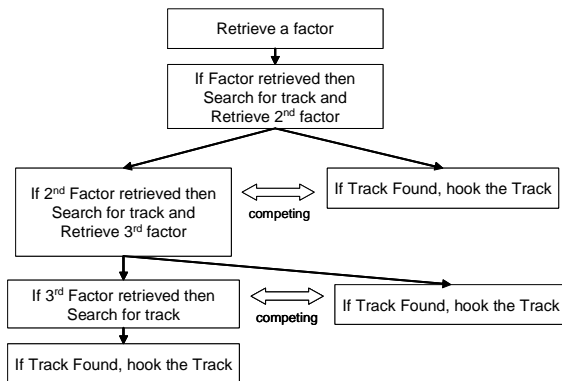 Retrieve a factor
If Factor retrieved then
Search for track and
Retrieve 2nd factor
If 2nd Factor retrieved then
Search for track and
Retrieve 3rd factor
competing
If Track Found, hook the Track
If 3rd Factor retrieved then
Search for track
competing
If Track Found, hook the Track
If Track Found, hook the Track